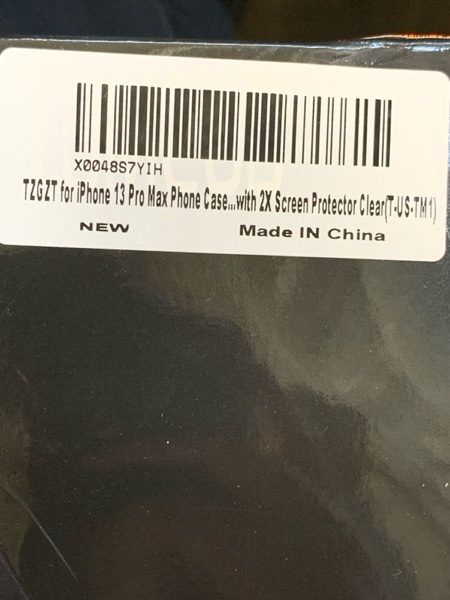 X0048S7YIH
TZGZT for iPhone 13 Pro Max Phone Case...with 2X Screen Protector Clear(T-US-TM1)
NEW
Made IN China